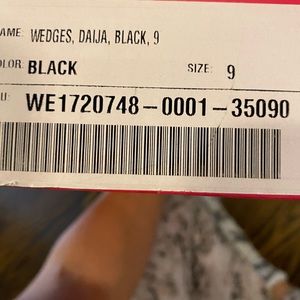 AME: WEDGES, DAIJA, BLACK, 9
OLOR: BLACK SIZE: 9
U: WE1720748-0001-35090